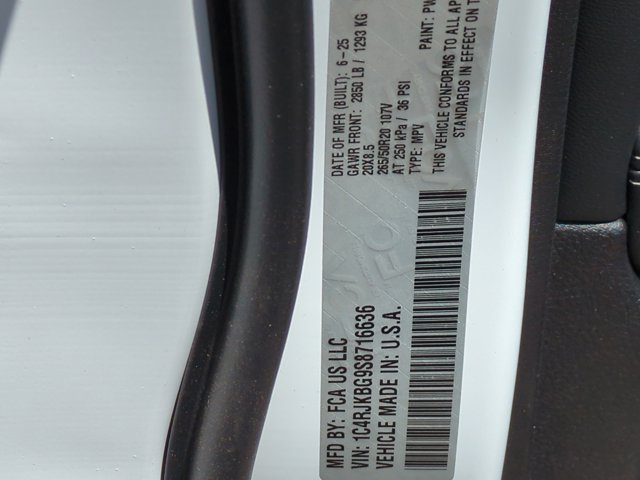 MFD BY: FCA US LLC
DATE OF MFR (BUILT): 6-25
GAWR FRONT: 2850 LB / 1293 KG
20X8.5
265/50R20 107V
AT 250 kPa / 36 PSI
TYPE: MPV
PAINT: PW
1C4RJKBG9S8716636
VEHICLE MADE IN: U.S.A.
THIS VEHICLE CONFORMS TO ALL AP
STANDARDS IN EFFECT ON T